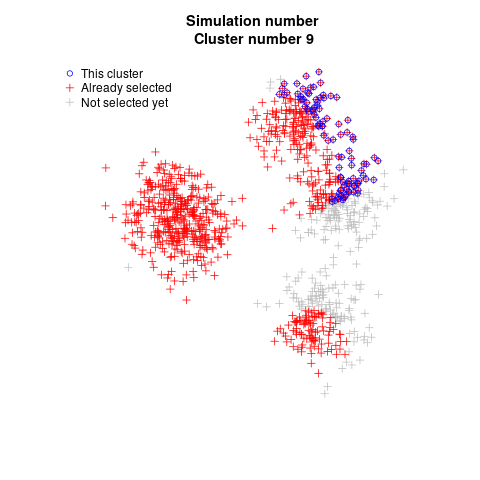 Simulation number
Cluster number 9
This cluster
Already selected
Not selected yet